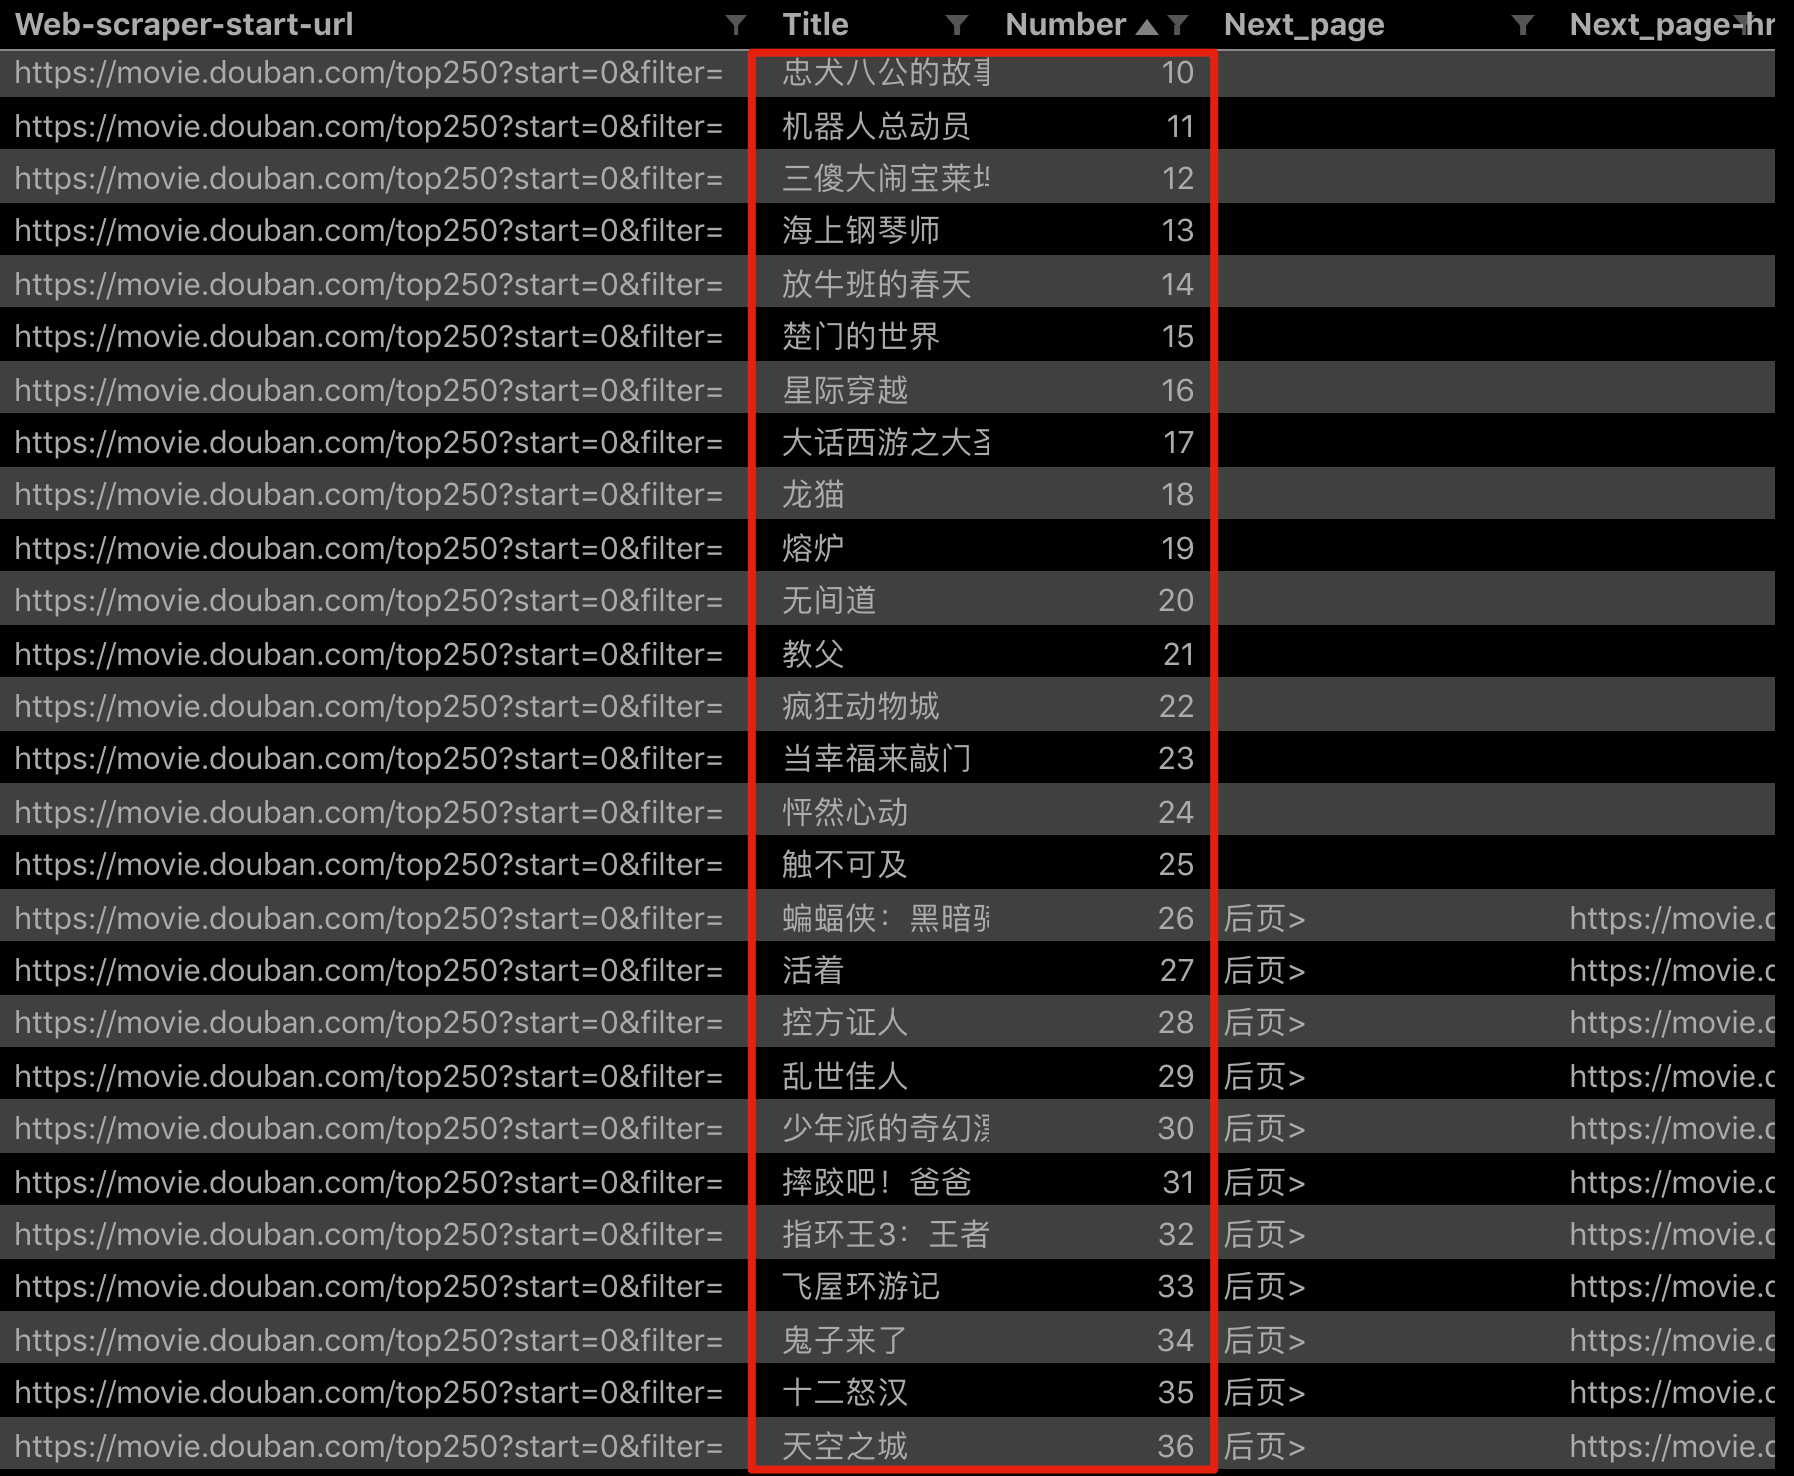 Web-scraper-start-url Title Number Next_page Next_page-hr
https://movie.douban.com/top250?start=0&filter= 忠犬八公的故 10
https://movie.douban.com/top250?start=0&filter= 机器人总动员 11
https://movie.douban.com/top250?start=0&filter= 三傻大闹宝莱 12
https://movie.douban.com/top250?start=0&filter= 海上钢琴师 13
https://movie.douban.com/top250?start=0&filter= 放牛班的春天 14
https://movie.douban.com/top250?start=0&filter= 楚门的世界 15
https://movie.douban.com/top250?start=0&filter= 星际穿越 16
https://movie.douban.com/top250?start=0&filter= 大话西游之大 17
https://movie.douban.com/top250?start=0&filter= 龙猫 18
https://movie.douban.com/top250?start=0&filter= 熔炉 19
https://movie.douban.com/top250?start=0&filter= 无间道 20
https://movie.douban.com/top250?start=0&filter= 教父 21
https://movie.douban.com/top250?start=0&filter= 疯狂动物城 22
https://movie.douban.com/top250?start=0&filter= 当幸福来敲门 23
https://movie.douban.com/top250?start=0&filter= 怦然心动 24
https://movie.douban.com/top250?start=0&filter= 触不可及 25
https://movie.douban.com/top250?start=0&filter= 蝙蝠侠：黑暗 26 后页> https://movie.d
https://movie.douban.com/top250?start=0&filter= 活着 27 后页> https://movie.d
https://movie.douban.com/top250?start=0&filter= 控方证人 28 后页> https://movie.d
https://movie.douban.com/top250?start=0&filter= 乱世佳人 29 后页> https://movie.d
https://movie.douban.com/top250?start=0&filter= 少年派的奇幻 30 后页> https://movie.d
https://movie.douban.com/top250?start=0&filter= 摔跤吧！爸爸 31 后页> https://movie.d
https://movie.douban.com/top250?start=0&filter= 指环王3：王者 32 后页> https://movie.d
https://movie.douban.com/top250?start=0&filter= 飞屋环游记 33 后页> https://movie.d
https://movie.douban.com/top250?start=0&filter= 鬼子来了 34 后页> https://movie.d
https://movie.douban.com/top250?start=0&filter= 十二怒汉 35 后页> https://movie.d
https://movie.douban.com/top250?start=0&filter= 天空之城 36 后页> https://movie.d